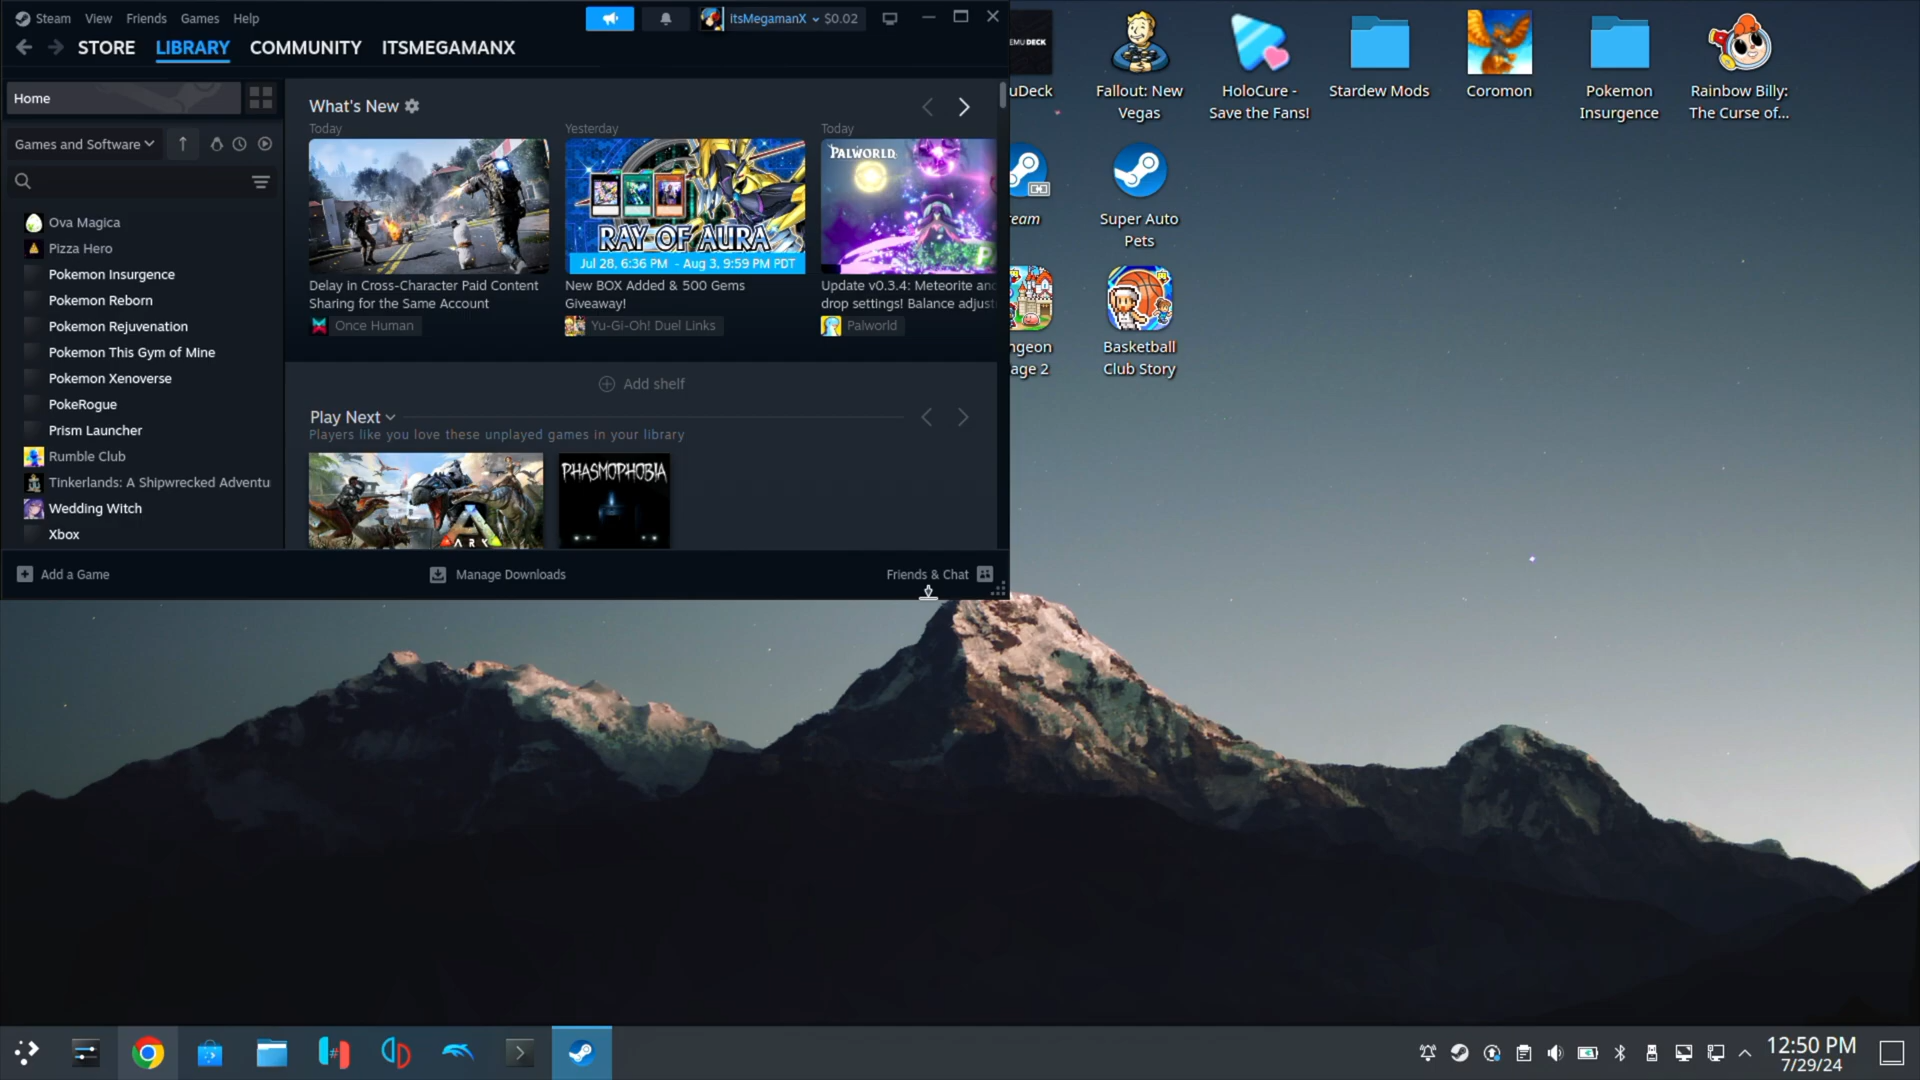 Steam View Friends Games Help
itsMegamanX $0.02
STORE LIBRARY COMMUNITY ITSMEGAMANX
Home
Games and Software
Ova Magica
Pizza Hero
Pokemon Insurgence
Pokemon Reborn
Pokemon Rejuvenation
Pokemon This Gym of Mine
Pokemon Xenoverse
PokeRogue
Prism Launcher
Rumble Club
Tinkerlands: A Shipwrecked Adventu
Wedding Witch
Xbox
What's New
Today
Yesterday
Today
RAY OF AURA
Jul 28, 6:36 PM - Aug 3, 9:59 PM PDT
PALWORLD
Delay in Cross-Character Paid Content
Sharing for the Same Account
Once Human
New BOX Added & 500 Gems
Giveaway!
Yu-Gi-Oh! Duel Links
Update v0.3.4: Meteorite and
drop settings! Balance adjust
Palworld
Add shelf
Play Next
Players like you love these unplayed games in your library
ARK
PHASMOPHOBIA
Add a Game
Manage Downloads
Friends & Chat
EMUDECK
uDeck
Fallout: New
Vegas
HoloCure -
Save the Fans!
Stardew Mods
Coromon
Pokemon
Insurgence
Rainbow Billy:
The Curse of...
eam
Super Auto
Pets
ngeon
age 2
Basketball
Club Story
12:50 PM
7/29/24